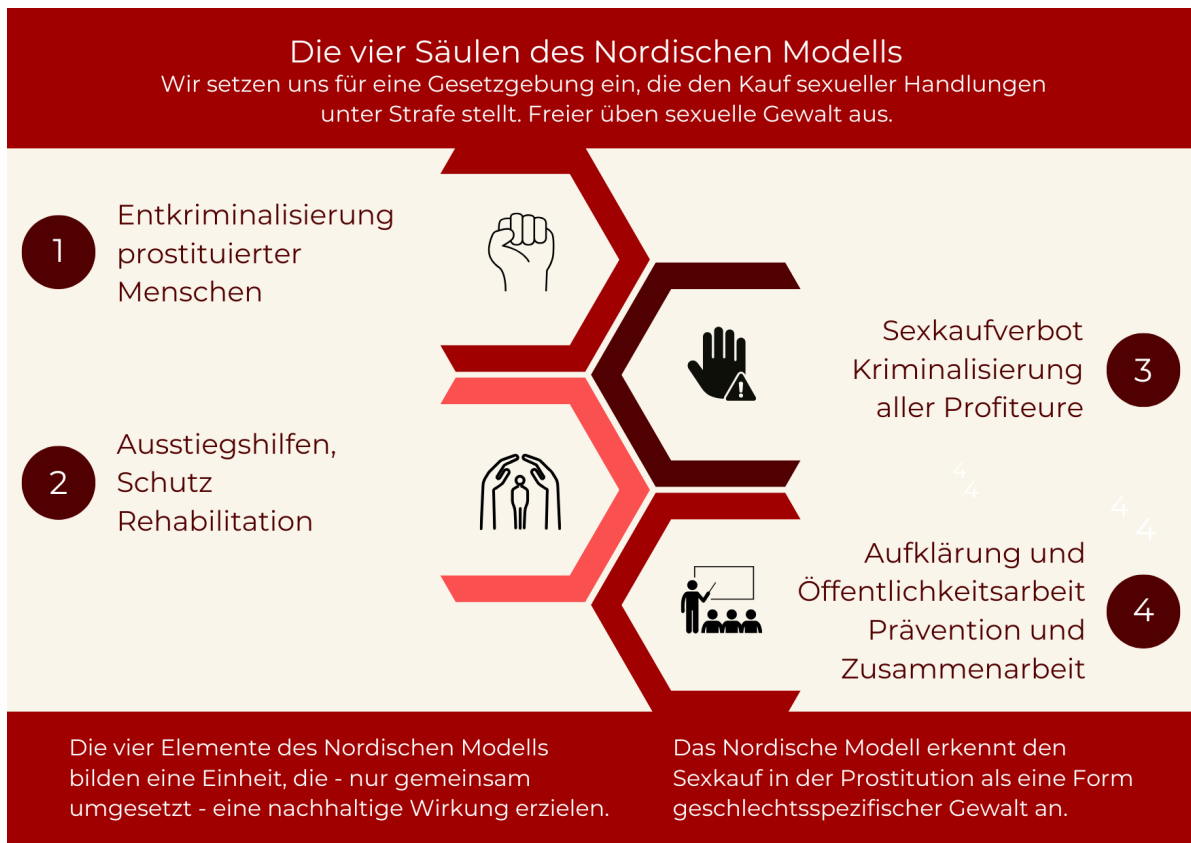 Die vier Säulen des Nordischen Modells
Wir setzen uns für eine Gesetzgebung ein, die den Kauf sexueller Handlungen
unter Strafe stellt. Freier üben sexuelle Gewalt aus.
1
Entkriminalisierung
prostituierter
Menschen
2
Ausstiegshilfen,
Schutz
Rehabilitation
Sexkaufverbot
Kriminalisierung
aller Profiteure
3
4
4
4
4
Aufklärung und
Öffentlichkeitsarbeit
Prävention und
Zusammenarbeit
4
Die vier Elemente des Nordischen Modells
bilden eine Einheit, die - nur gemeinsam
umgesetzt - eine nachhaltige Wirkung erzielen.
Das Nordische Modell erkennt den
Sexkauf in der Prostitution als eine Form
geschlechtsspezifischer Gewalt an.